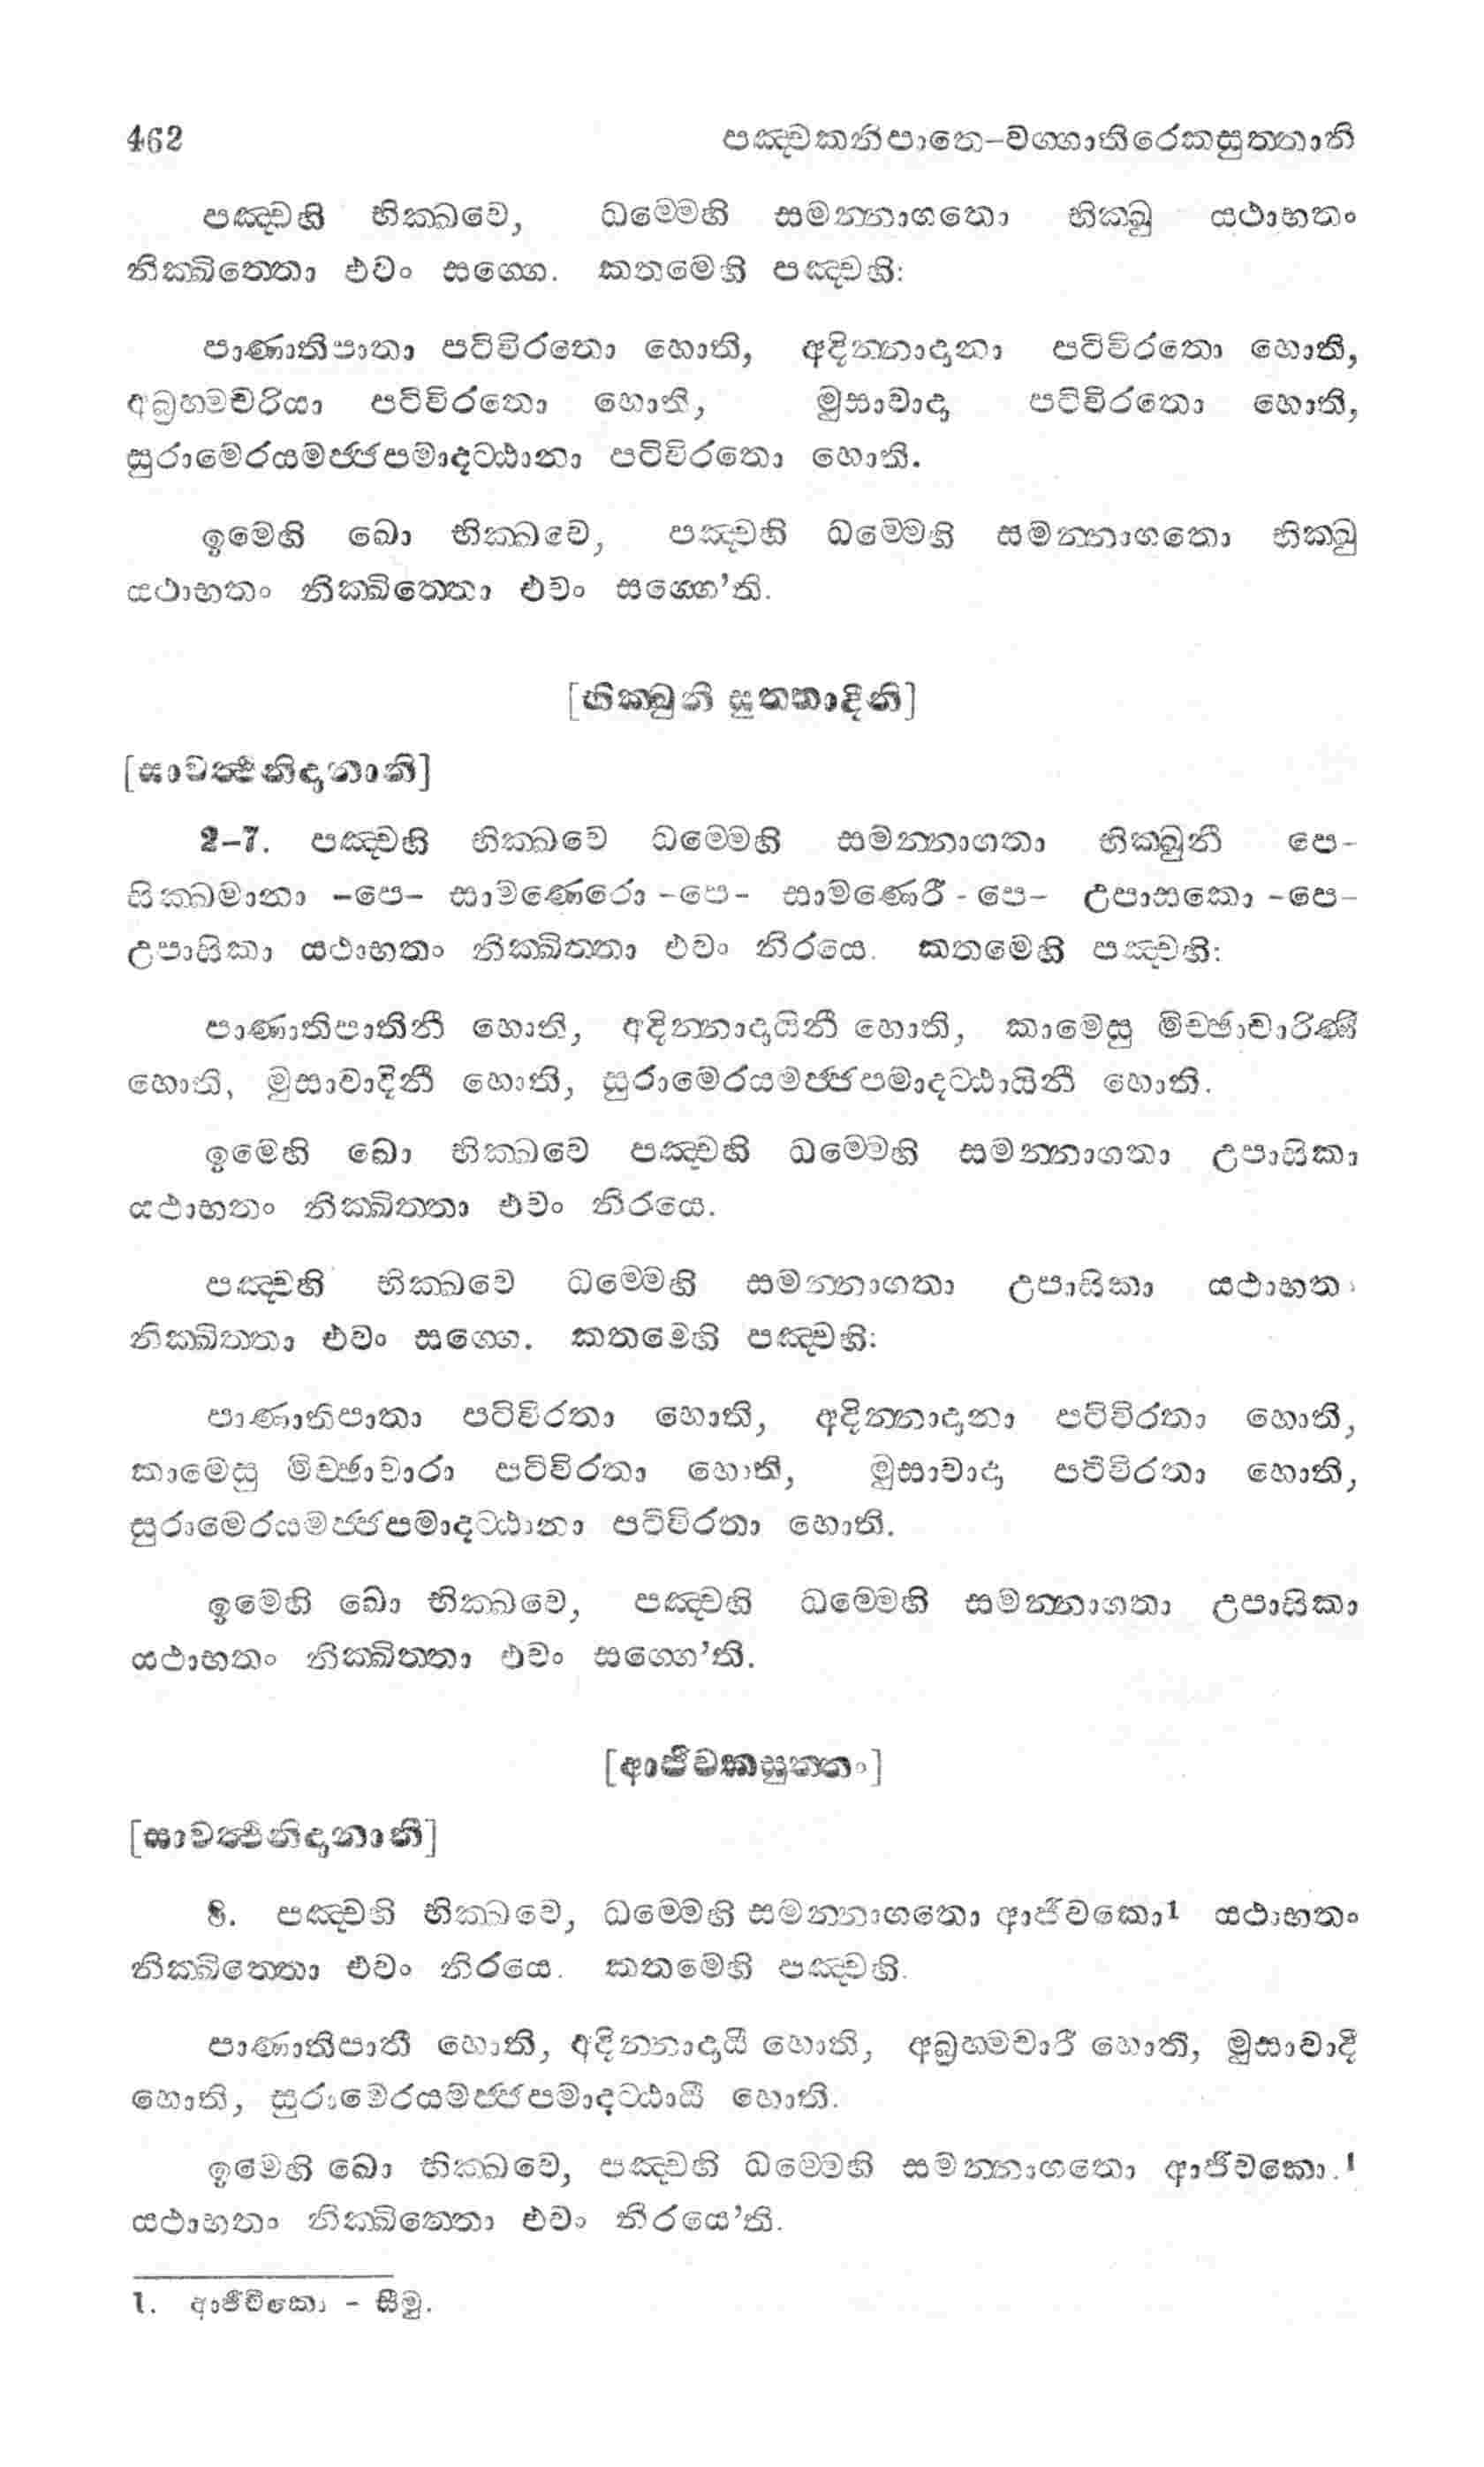 462 පඤ්චකනිපාතෙ–වග්ගාතිරෙකසුත්තානි
පඤ්චහි භික්ඛවෙ, ධම්මෙහි සමන්නාගතො භික්ඛු යථාභතං
නික්ඛිත්තො එවං සග්ගෙ. කතමෙහි පඤ්චහි:
පාණාතිපාතා පටිවිරතො හොති, අදින්නාදානා පටිවිරතො හොති,
අබ්‍රහ්මචරියා පටිවිරතො හොති, මුසාවාදා පටිවිරතො හොති,
සුරාමෙරයමජ්ජපමාදට්ඨානා පටිවිරතො හොති.
ඉමෙහි ඛො භික්ඛවෙ, පඤ්චහි ධම්මෙහි සමන්නාගතො භික්ඛු
යථාභතං නික්ඛිත්තො එවං සග්ගෙ’ති.
[භික්ඛුනී සුත්තාදීනි]
[සාවත්ථිනිදානානි]
2–7. පඤ්චහි භික්ඛවෙ ධම්මෙහි සමන්නාගතා භික්ඛුනී පෙ–
සික්ඛමානා –පෙ– සාමණෙරො –පෙ– සාමණෙරී - පෙ– උපාසකො –පෙ–
උපාසිකා යථාභතං නික්ඛිත්තා එවං නිරයෙ. කතමෙහි පඤ්චහි:
පාණාතිපාතිනී හොති, අදින්නාදායිනී හොති, කාමෙසු මිච්ඡාචාරිණී
හොති, මුසාවාදිනී හොති, සුරාමෙරයමජ්ජපමාදට්ඨායිනී හොති.
ඉමෙහි ඛො භික්ඛවෙ පඤ්චහි ධම්මෙහි සමන්නාගතා උපාසිකා
යථාභතං නික්ඛිත්තා එවං නිරයෙ.
පඤ්චහි භික්ඛවෙ ධම්මෙහි සමන්නාගතා උපාසිකා යථාභතං
නික්ඛිත්තා එවං සග්ගෙ. කතමෙහි පඤ්චහි:
පාණාතිපාතා පටිවිරතා හොති, අදින්නාදානා පටිවිරතා හොති,
කාමෙසු මිච්ඡාචාරා පටිවිරතා හොති, මුසාවාදා පටිවිරතා හොති,
සුරාමෙරයමජ්ජපමාදට්ඨානා පටිවිරතා හොති.
ඉමෙහි ඛො භික්ඛවෙ, පඤ්චහි ධම්මෙහි සමන්නාගතා උපාසිකා
යථාභතං නික්ඛිත්තා එවං සග්ගෙ’ති.
[ආජීවකසුත්තං]
[සාවත්ථිනිදානානි]
8. පඤ්චහි භික්ඛවෙ, ධම්මෙහි සමන්නාගතො ආජීවකො1 යථාභතං
නික්ඛිත්තො එවං නිරයෙ. කතමෙහි පඤ්චහි.
පාණාතිපාතී හොති, අදින්නාදායී හොති, අබ්‍රහ්මචාරී හොති, මුසාවාදී
හොති, සුරාමෙරයමජ්ජපමාදට්ඨායී හොති.
ඉමෙහි ඛො භික්ඛවෙ, පඤ්චහි ධම්මෙහි සමන්නාගතො ආජීවකො.1
යථාභතං නික්ඛිත්තො එවං නිරයෙ’ති.
1. ආජීවිකො - සීමු.